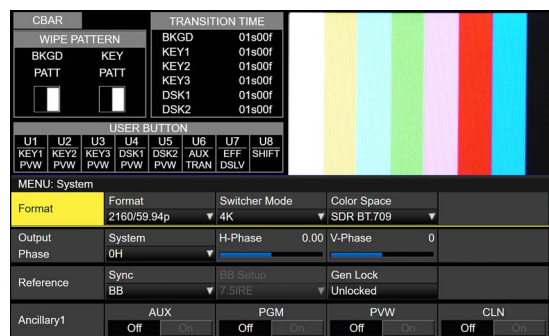 CBAR
WIPE PATTERN
BKGD KEY
PATT PATT
TRANSITION TIME
BKGD 01s00f
KEY1 01s00f
KEY2 01s00f
KEY3 01s00f
DSK1 01s00f
DSK2 01s00f
USER BUTTON
U1 U2 U3 U4 U5 U6 U7 U8
KEY1 KEY2 KEY3 DSK1 DSK2 AUX EFF SHIFT
PVW PVW PVW PVW PVW TRAN DSLV
MENU: System
Format
Format Switcher Mode Color Space
2160/59.94p 4K SDR BT.709
Output Phase
System H-Phase 0.00 V-Phase 0
0H
Reference
Sync BB Setup Gen Lock
BB 7.5IRE Unlocked
Ancillary1
AUX PGM PVW CLN
Off On Off On Off On Off On